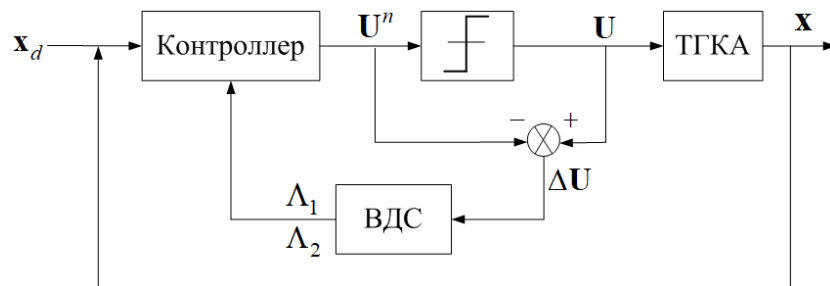 x_d
Контроллер
U^n
U
ТГКА
x
−
+
ΔU
Λ_1
Λ_2
ВДС